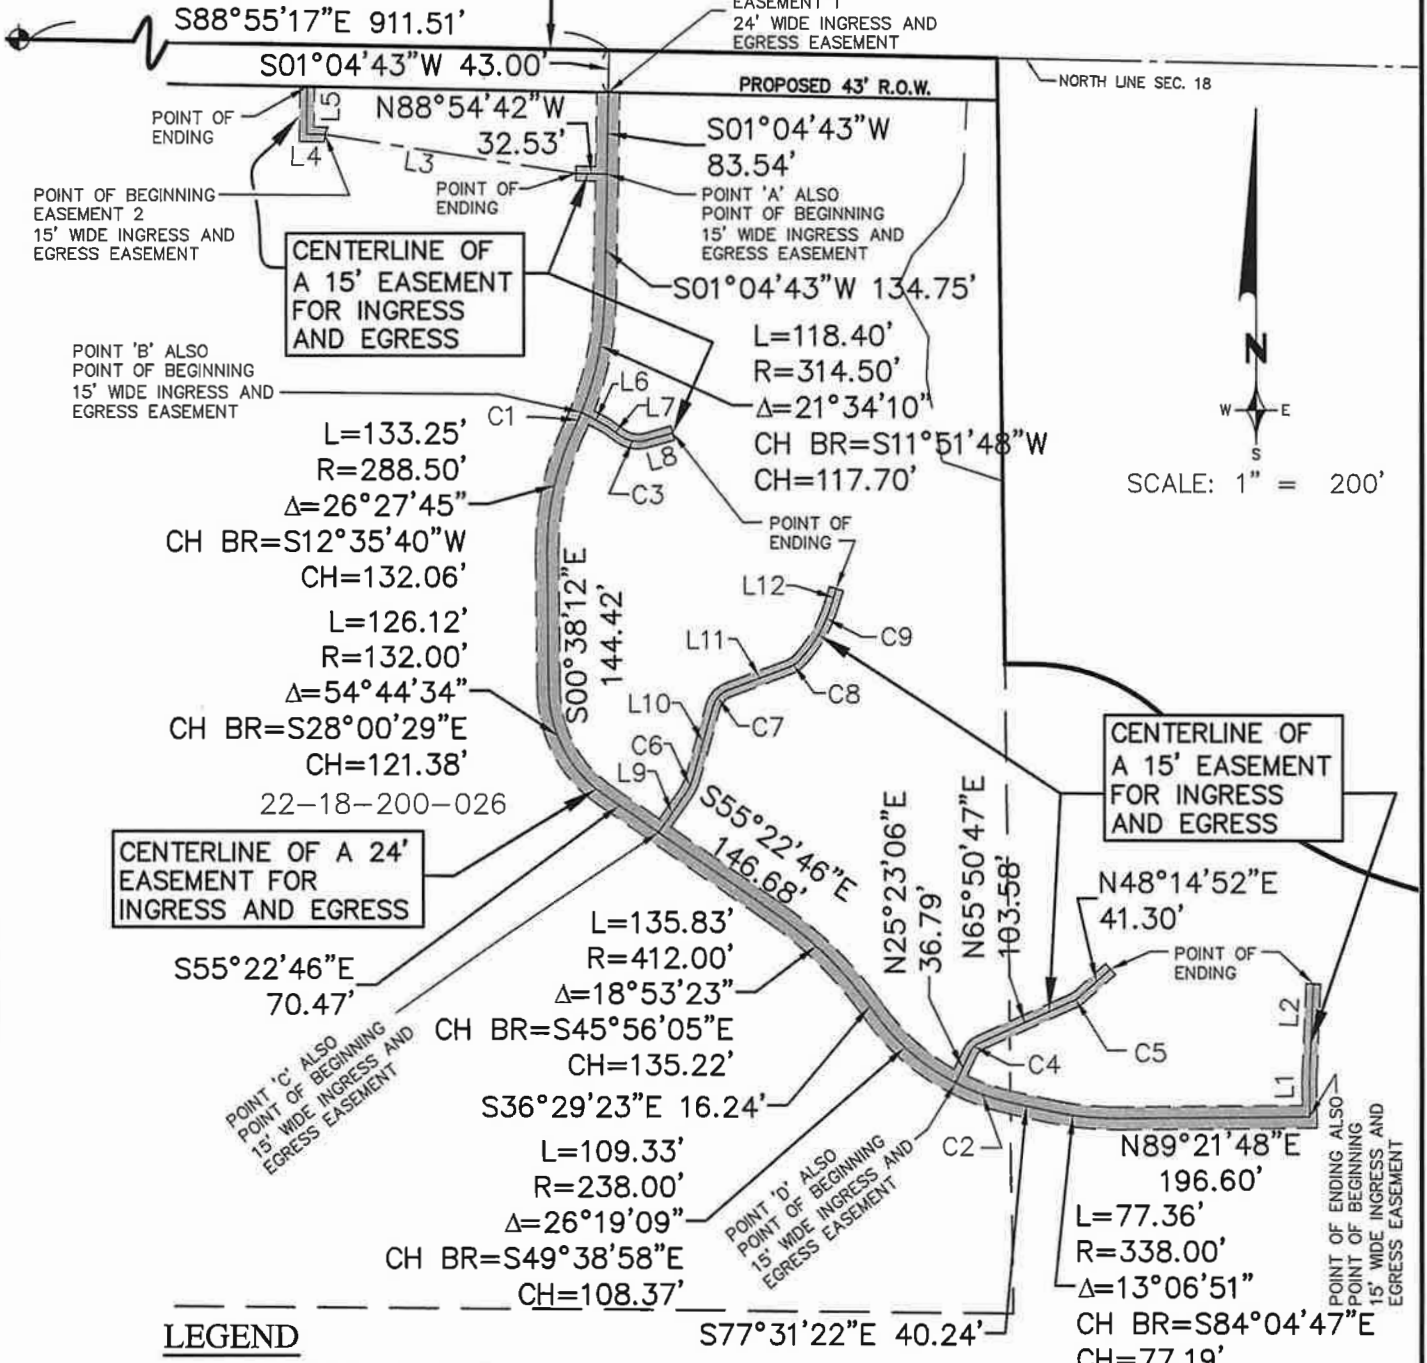 S88°55'17"E 911.51'
EASEMENT 1
24' WIDE INGRESS AND
EGRESS EASEMENT
S01°04'43"W 43.00'
PROPOSED 43' R.O.W.
NORTH LINE SEC. 18
POINT OF
ENDING
L5
L4
L3
N88°54'42"W
32.53'
S01°04'43"W
83.54'
POINT OF BEGINNING
EASEMENT 2
15' WIDE INGRESS AND
EGRESS EASEMENT
POINT OF
ENDING
POINT 'A' ALSO
POINT OF BEGINNING
15' WIDE INGRESS AND
EGRESS EASEMENT
CENTERLINE OF
A 15' EASEMENT
FOR INGRESS
AND EGRESS
S01°04'43"W 134.75'
POINT 'B' ALSO
POINT OF BEGINNING
15' WIDE INGRESS AND
EGRESS EASEMENT
L=118.40'
R=314.50'
Δ=21°34'10"
CH BR=S11°51'48"W
CH=117.70'
N
W
E
S
SCALE: 1" = 200'
C1
L6
L7
L8
C3
L=133.25'
R=288.50'
Δ=26°27'45"
CH BR=S12°35'40"W
CH=132.06'
POINT OF
ENDING
S00°38'12"E
144.42'
L12
C9
L11
C8
L10
C7
C6
L9
L=126.12'
R=132.00'
Δ=54°44'34"
CH BR=S28°00'29"E
CH=121.38'
22-18-200-026
CENTERLINE OF
A 15' EASEMENT
FOR INGRESS
AND EGRESS
CENTERLINE OF A 24'
EASEMENT FOR
INGRESS AND EGRESS
S55°22'46"E
146.68'
N25°23'06"E
36.79'
N65°50'47"E
103.58'
N48°14'52"E
41.30'
POINT OF
ENDING
S55°22'46"E
70.47'
L=135.83'
R=412.00'
Δ=18°53'23"
CH BR=S45°56'05"E
CH=135.22'
POINT 'C' ALSO
POINT OF BEGINNING
15' WIDE INGRESS AND
EGRESS EASEMENT
C4
C5
L2
L1
S36°29'23"E 16.24'
L=109.33'
R=238.00'
Δ=26°19'09"
CH BR=S49°38'58"E
CH=108.37'
POINT 'D' ALSO
POINT OF BEGINNING
15' WIDE INGRESS AND
EGRESS EASEMENT
C2
N89°21'48"E
196.60'
POINT OF ENDING ALSO
POINT OF BEGINNING
15' WIDE INGRESS AND
EGRESS EASEMENT
L=77.36'
R=338.00'
Δ=13°06'51"
CH BR=S84°04'47"E
CH=77.19'
S77°31'22"E 40.24'
LEGEND